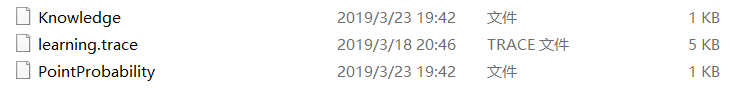 Knowledge 2019/3/23 19:42 文件 1 KB
learning.trace 2019/3/18 20:46 TRACE 文件 5 KB
PointProbability 2019/3/23 19:42 文件 1 KB